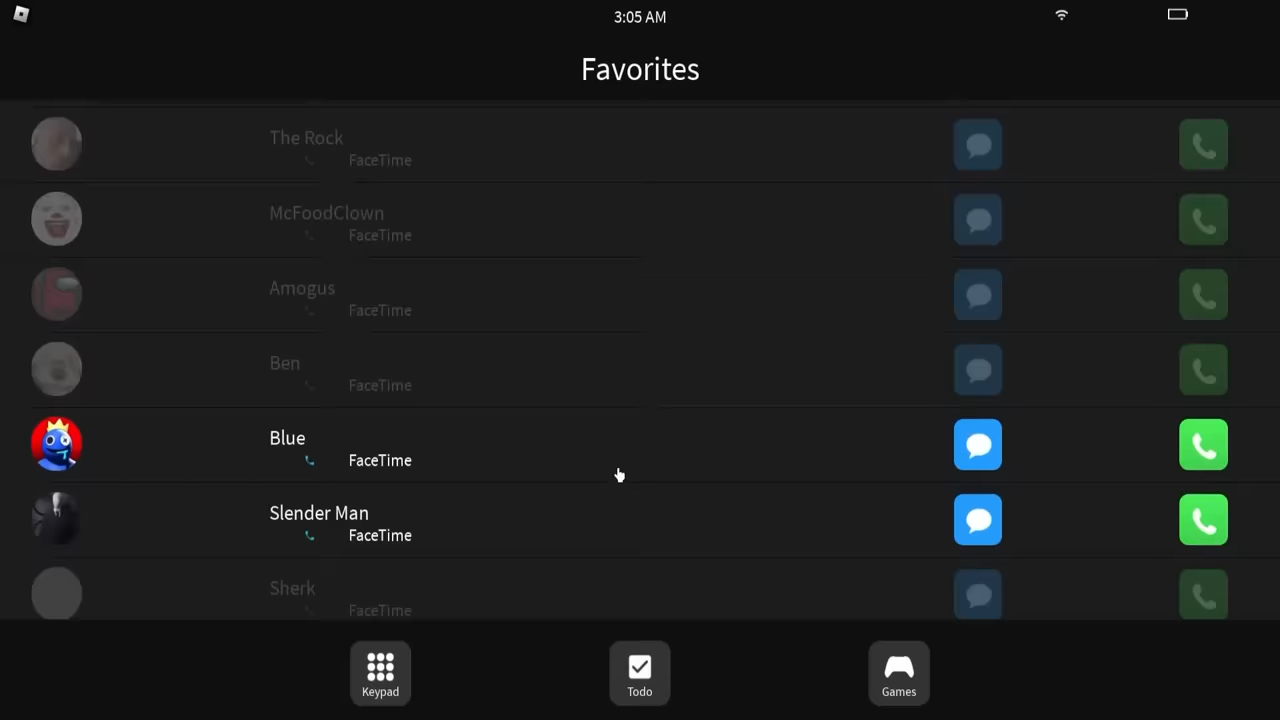 3:05 AM
Favorites
The Rock
FaceTime
McFoodClown
FaceTime
Amogus
FaceTime
Ben
FaceTime
Blue
FaceTime
Slender Man
FaceTime
Sherk
FaceTime
Keypad
Todo
Games